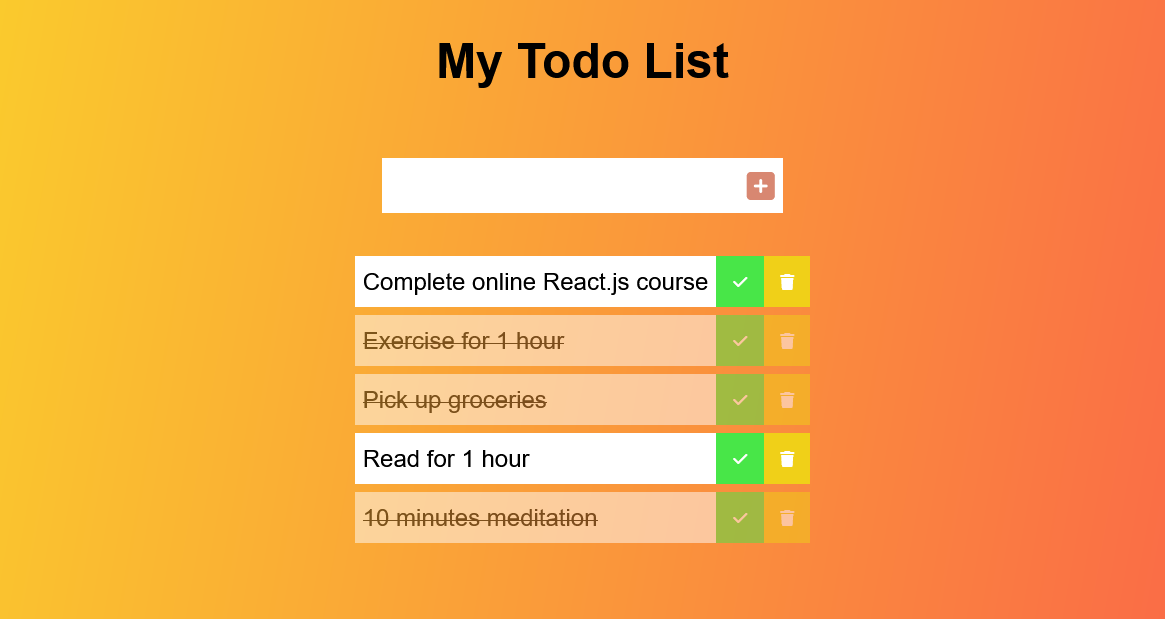 My Todo List
Complete online React.js course
Exercise for 1 hour
Pick up groceries
Read for 1 hour
10 minutes meditation